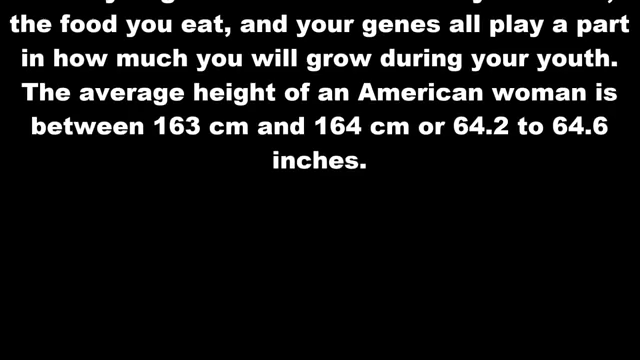 the food you eat, and your genes all play a part
in how much you will grow during your youth.
The average height of an American woman is
between 163 cm and 164 cm or 64.2 to 64.6
inches.